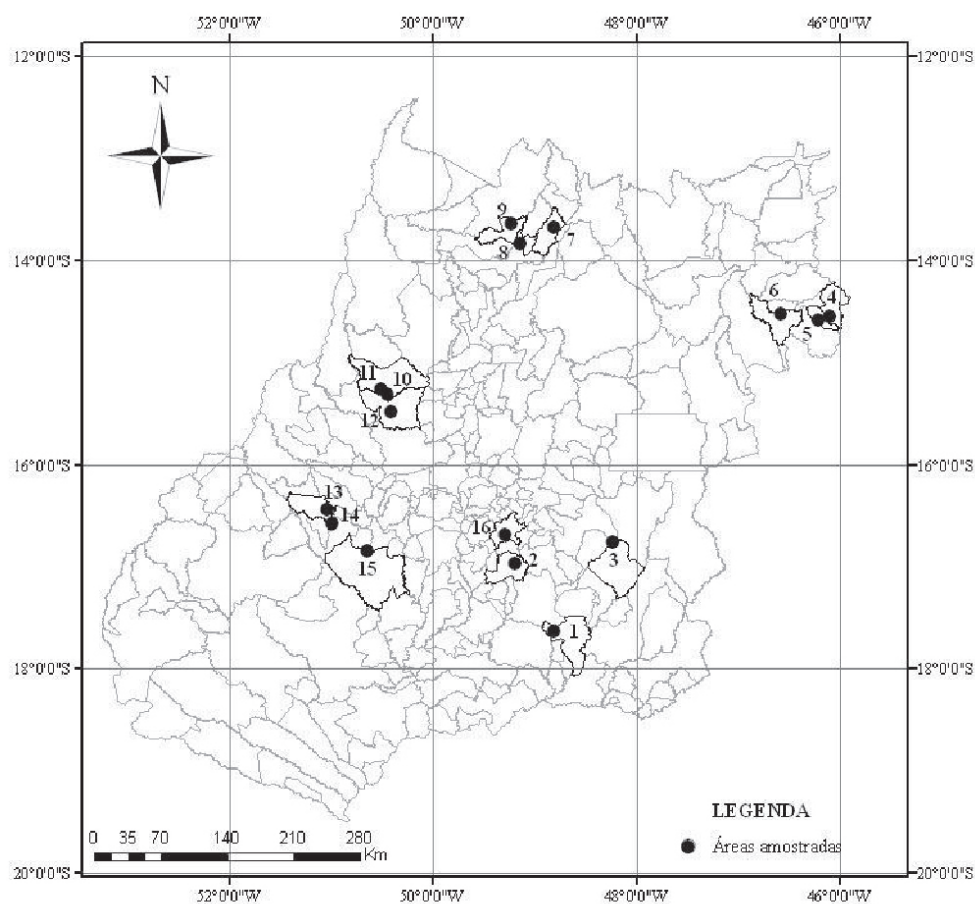 52°0'0"W 50°0'0"W 48°0'0"W 46°0'0"W
12°0'0"S 12°0'0"S
N
9
7
8
14°0'0"S 14°0'0"S
6 4
5
11 10
12
16°0'0"S 16°0'0"S
13
14
16
15 2 3
1
18°0'0"S 18°0'0"S
LEGENDA
0 35 70 140 210 280
Km
Áreas amostradas
20°0'0"S 20°0'0"S
52°0'0"W 50°0'0"W 48°0'0"W 46°0'0"W